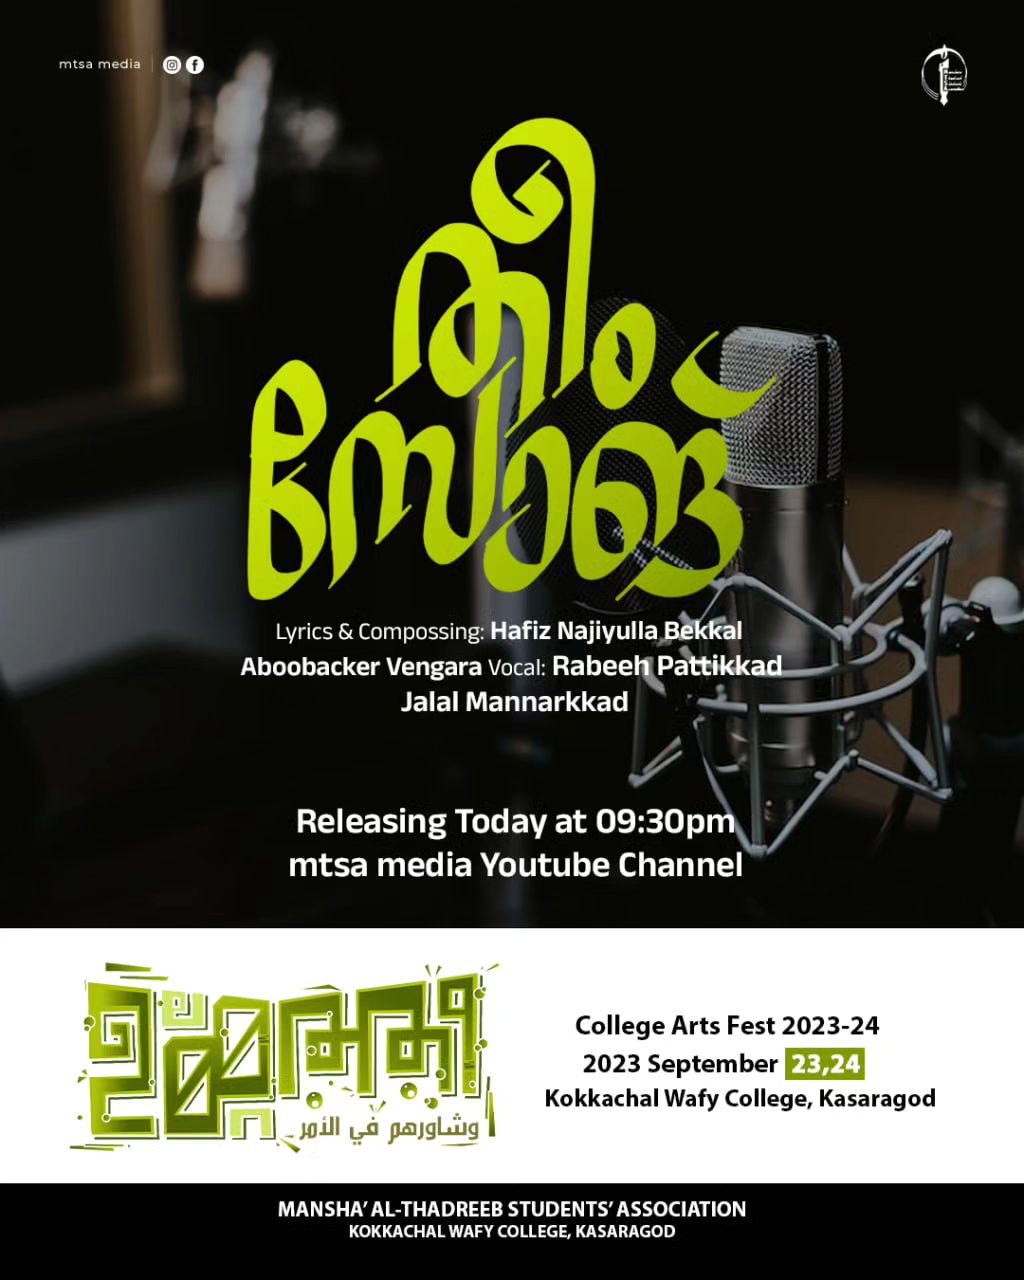 mtsa media
തീം
സോങ്
Lyrics & Compossing: Hafiz Najiyulla Bekkal
Aboobacker Vengara Vocal: Rabeeh Pattikkad
Jalal Mannarkkad
Releasing Today at 09:30pm
mtsa media Youtube Channel
وشاورهم في الأمر
College Arts Fest 2023-24
2023 September 23,24
Kokkachal Wafy College, Kasaragod
MANSHA’ AL-THADREEB STUDENTS’ ASSOCIATION
KOKKACHAL WAFY COLLEGE, KASARAGOD